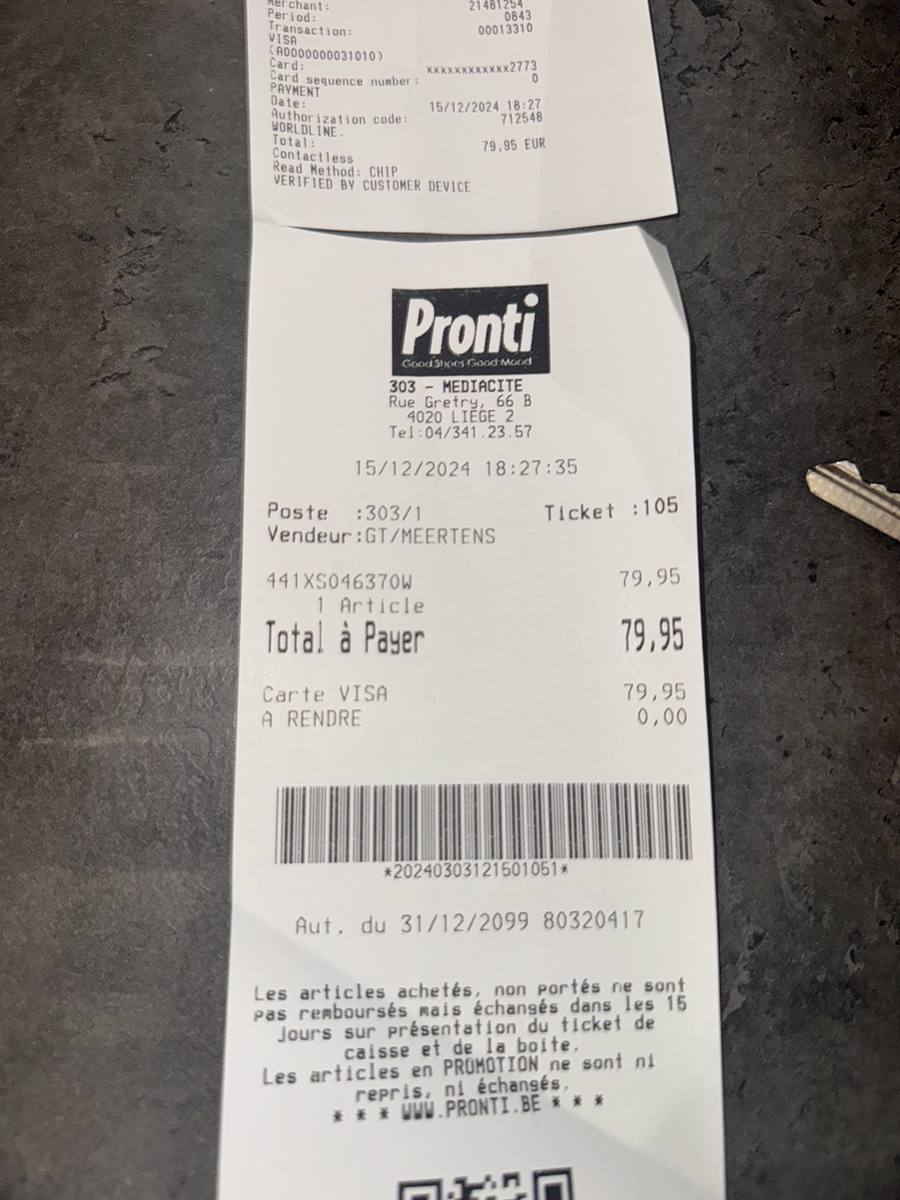 Merchant: 21481254
Period: 0843
Transaction: 00013310
VISA
(A0000000031010)
Card: xxxxxxxxxxxx2773
Card sequence number: 0
PAYMENT
Date: 15/12/2024 18:27
Authorization code: 712548
WORLDLINE.
Total: 79,95 EUR
Contactless
Read Method: CHIP
VERIFIED BY CUSTOMER DEVICE
Pronti
Good Shoes Good Mood
303 - MEDIACITE
Rue Gretry, 66 B
4020 LIEGE 2
Tel:04/341.23.57
15/12/2024 18:27:35
Poste :303/1 Ticket :105
Vendeur:GT/MEERTENS
441XS046370W 79,95
1 Article
Total à Payer 79,95
Carte VISA 79,95
A RENDRE 0,00
*20240303121501051*
Aut. du 31/12/2099 80320417
Les articles achetés, non portés ne sont
pas remboursés mais échangés dans les 15
Jours sur présentation du ticket de
caisse et de la boite.
Les articles en PROMOTION ne sont ni
repris, ni échangés.
* * * WWW.PRONTI.BE * * *